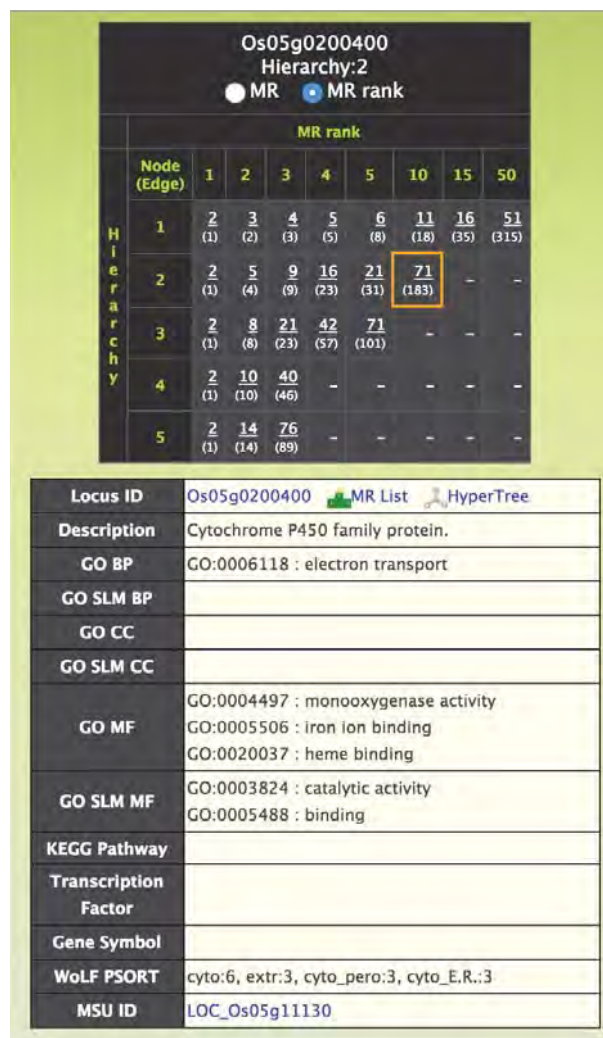 Os05g0200400
Hierarchy:2
MR MR rank
MR rank
Node (Edge) 1 2 3 4 5 10 15 50
Hierarchy
1 2 (1) 3 (2) 4 (3) 5 (5) 6 (8) 11 (18) 16 (35) 51 (315)
2 2 (1) 5 (4) 9 (9) 16 (23) 21 (31) 71 (183) - -
3 2 (1) 8 (8) 21 (23) 42 (57) 71 (101) - - -
4 2 (1) 10 (10) 40 (46) - - - - -
5 2 (1) 14 (14) 76 (89) - - - - -
Locus ID Os05g0200400 MR List HyperTree
Description Cytochrome P450 family protein.
GO BP GO:0006118 : electron transport
GO SLM BP
GO CC
GO SLM CC
GO MF GO:0004497 : monooxygenase activity
GO:0005506 : iron ion binding
GO:0020037 : heme binding
GO SLM MF GO:0003824 : catalytic activity
GO:0005488 : binding
KEGG Pathway
Transcription
Factor
Gene Symbol
WoLF PSORT cyto:6, extr:3, cyto_pero:3, cyto_E.R.:3
MSU ID LOC_Os05g11130